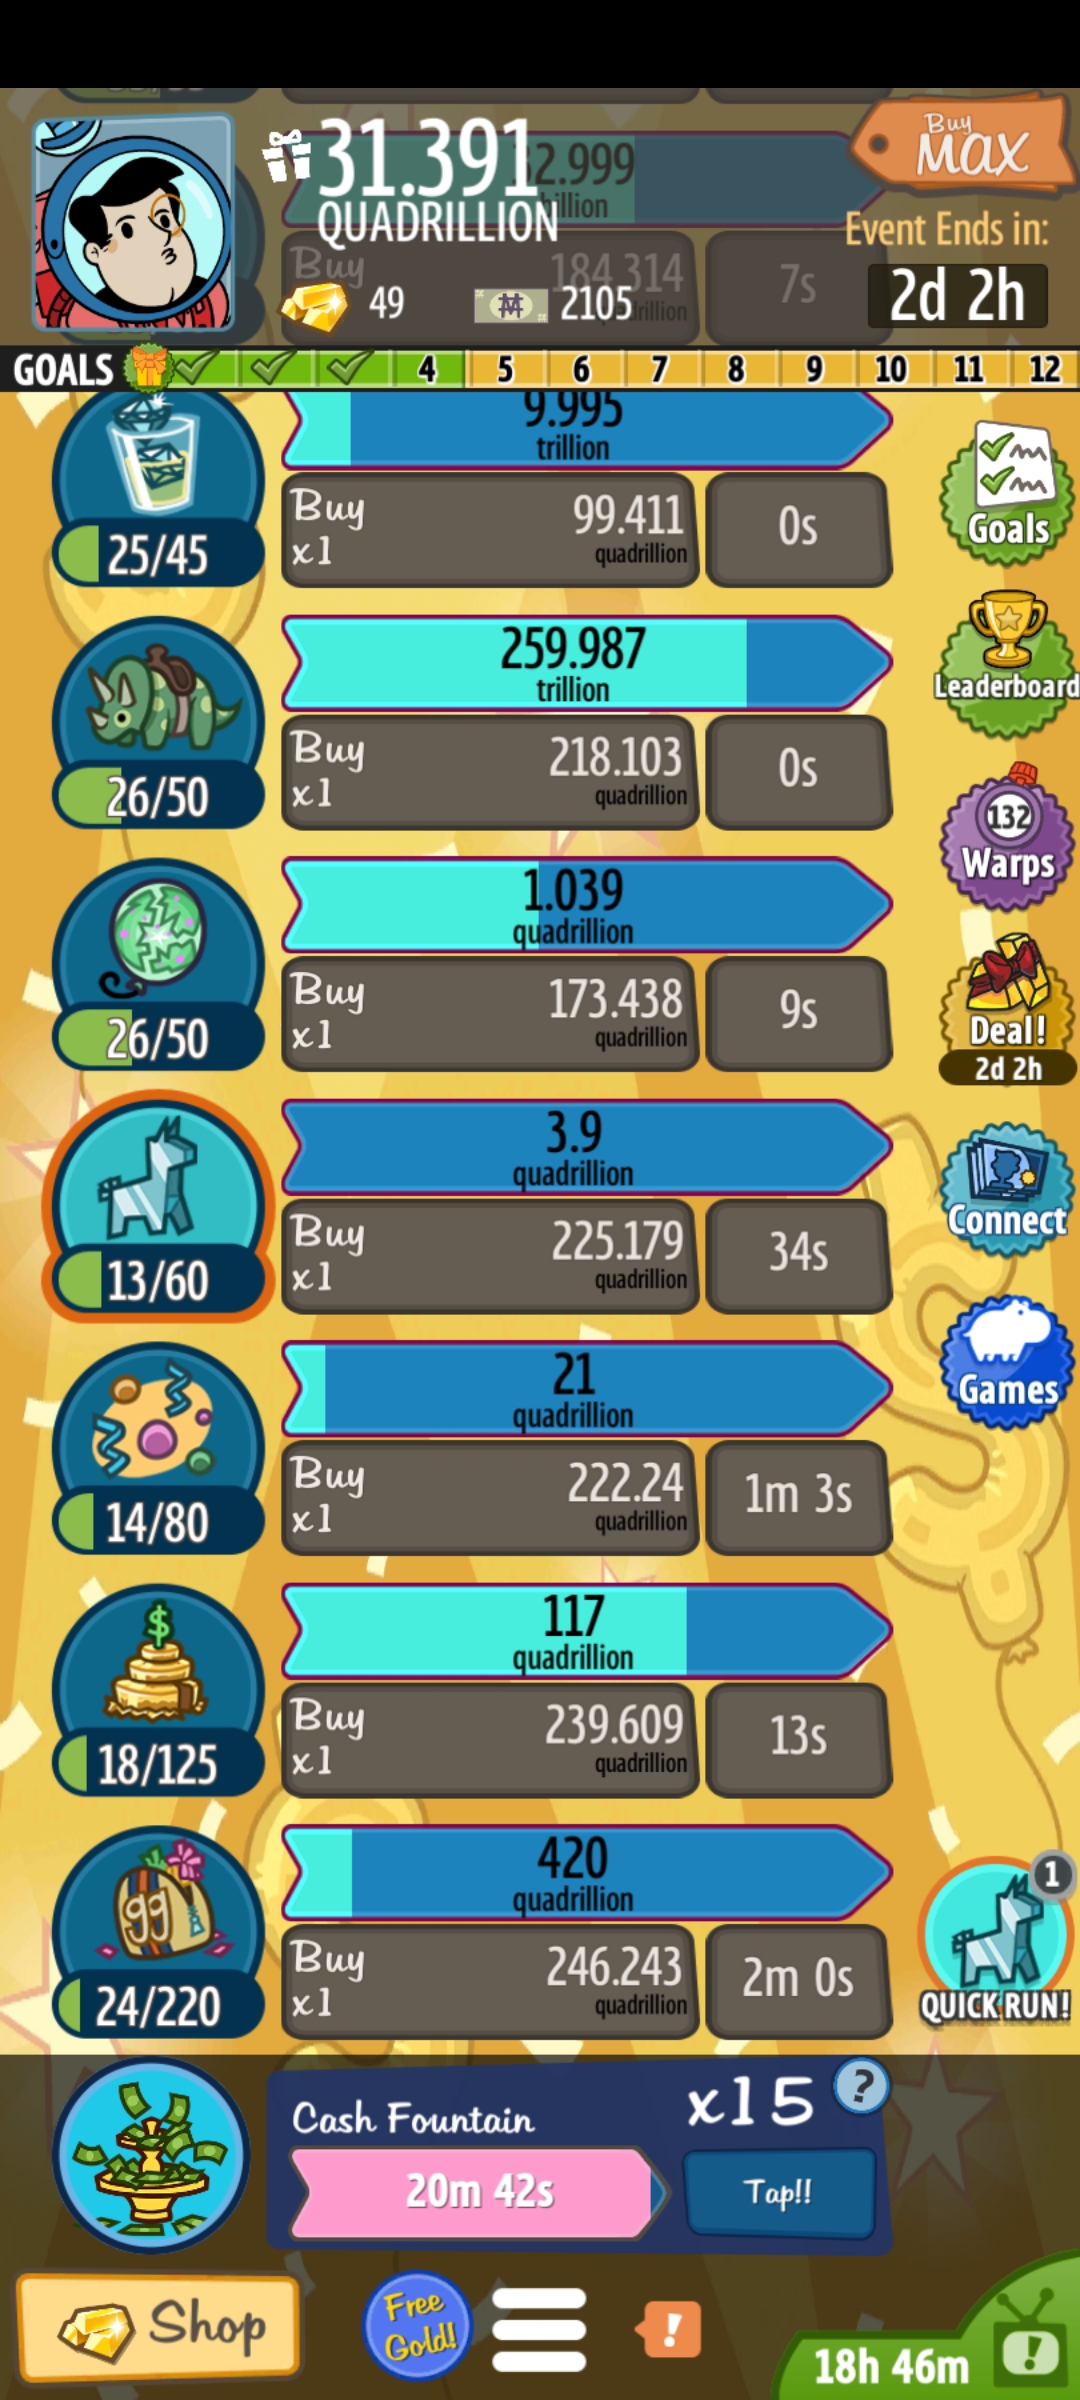 31.391
QUADRILLION
49
2105
Buy
MAX
Event Ends in:
2d 2h
2.999
Buy
184.314
7s
GOALS
4 5 6 7 8 9 10 11 12
9.995
trillion
25/45
Buy
x1
99.411
quadrillion
0s
Goals
259.987
trillion
26/50
Buy
x1
218.103
quadrillion
0s
Leaderboard
1.039
quadrillion
26/50
Buy
x1
173.438
quadrillion
9s
132
Warps
Deal!
2d 2h
3.9
quadrillion
13/60
Buy
x1
225.179
quadrillion
34s
Connect
21
quadrillion
14/80
Buy
x1
222.24
quadrillion
1m 3s
Games
$
117
quadrillion
18/125
Buy
x1
239.609
quadrillion
13s
420
quadrillion
99
24/220
Buy
x1
246.243
quadrillion
2m 0s
1
QUICK RUN!
Cash Fountain
x15
?
20m 42s
Tap!!
Shop
Free
Gold!
!
18h 46m
!